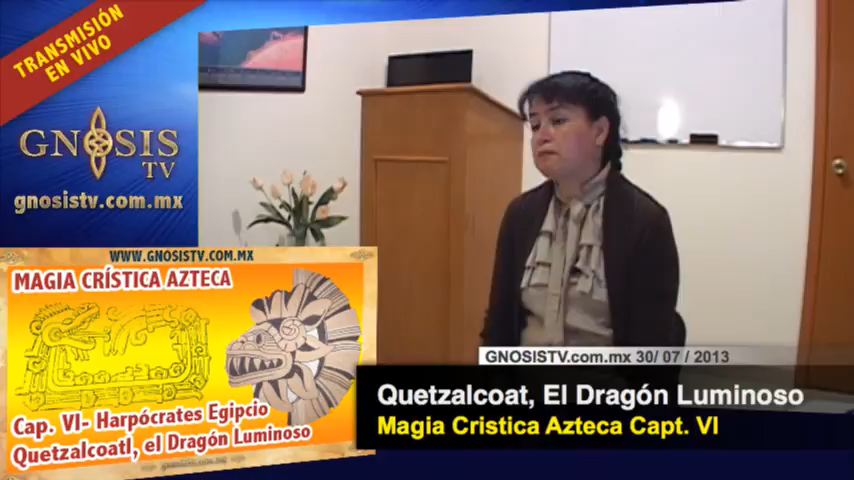 TRANSMISIÓN
EN VIVO
GNOSIS
TV
gnosistv.com.mx
WWW.GNOSISTV.COM.MX
MAGIA CRÍSTICA AZTECA
Cap. VI- Harpócrates Egipcio
Quetzalcoatl, el Dragón Luminoso
GNOSISTV.com.mx 30/ 07 / 2013
Quetzalcoat, El Dragón Luminoso
Magia Cristica Azteca Capt. VI